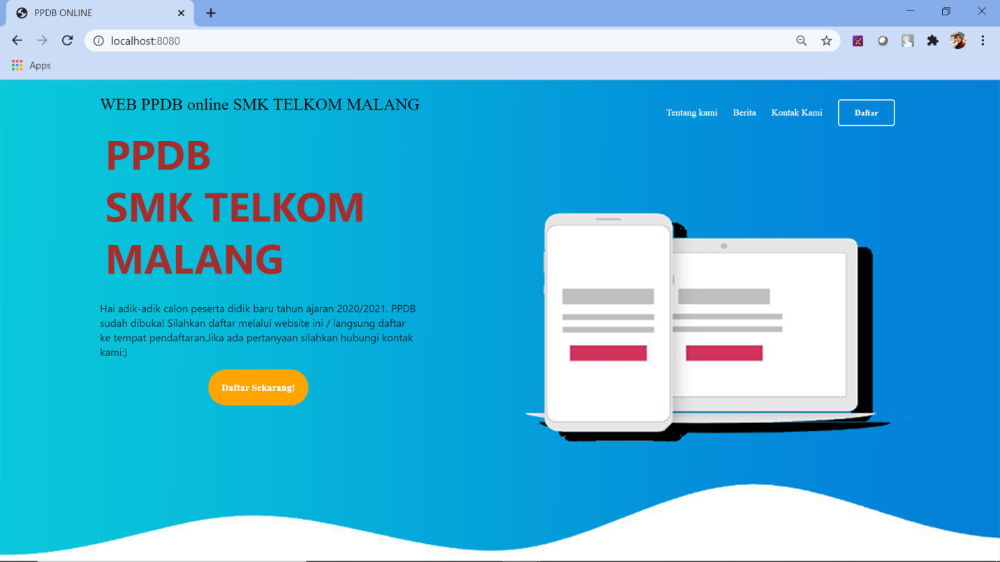 PPDB ONLINE
localhost:8080
Apps
WEB PPDB online SMK TELKOM MALANG
Tentang kami
Berita
Kontak Kami
Daftar
PPDB
SMK TELKOM
MALANG
Hai adik-adik calon peserta didik baru tahun ajaran 2020/2021. PPDB
sudah dibuka! Silahkan daftar melalui website ini / langsung daftar
ke tempat pendaftaran.Jika ada pertanyaan silahkan hubungi kontak
kami:)
Daftar Sekarang!